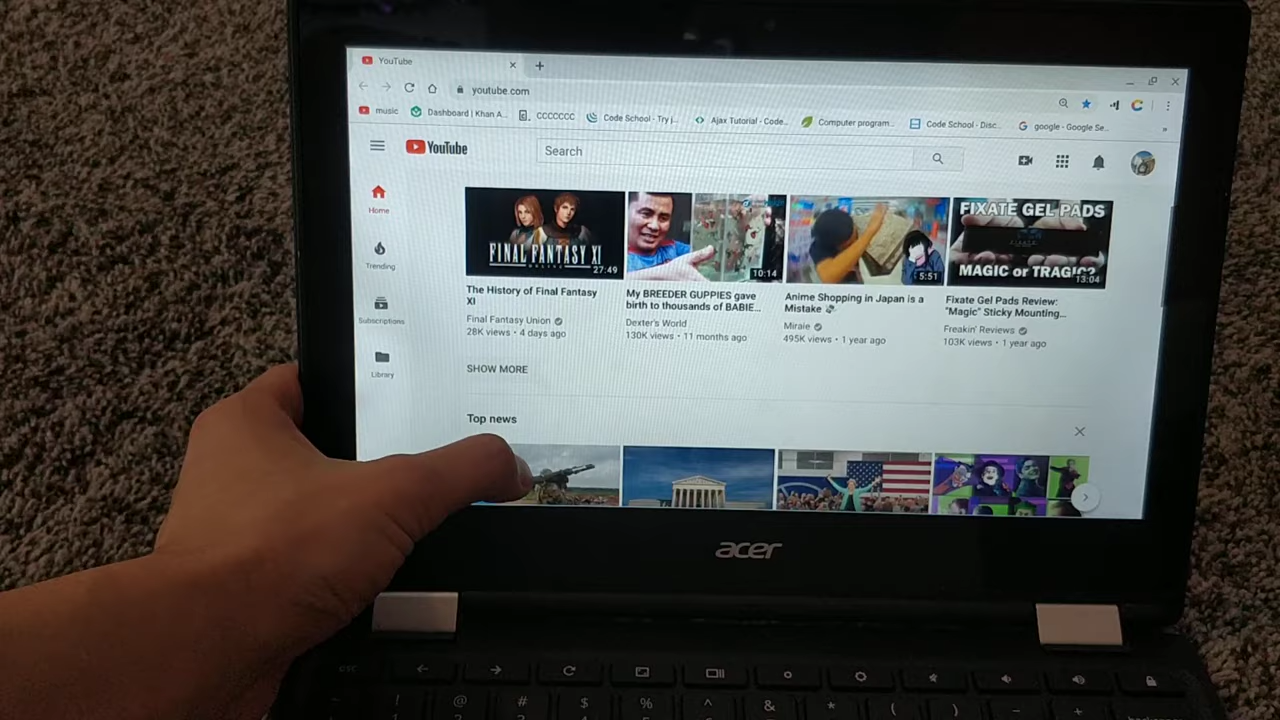 YouTube
youtube.com
music
Dashboard | Khan A...
CCCCCCC
Code School - Try j...
Ajax Tutorial - Code...
Computer program...
Code School - Disc...
google - Google Se...
YouTube
Search
Home
Trending
Subscriptions
Library
FINAL FANTASY XI
ONLINE
27:49
10:14
5:51
FIXATE GEL PADS
MAGIC or TRAGIC?
13:04
The History of Final Fantasy
XI
Final Fantasy Union
28K views • 4 days ago
My BREEDER GUPPIES gave
birth to thousands of BABIE...
Dexter's World
130K views • 11 months ago
Anime Shopping in Japan is a
Mistake
Miraie
495K views • 1 year ago
Fixate Gel Pads Review:
"Magic" Sticky Mounting...
Freakin' Reviews
103K views • 1 year ago
SHOW MORE
Top news
acer
esc
! @ # $ % ^ & * ( ) - +